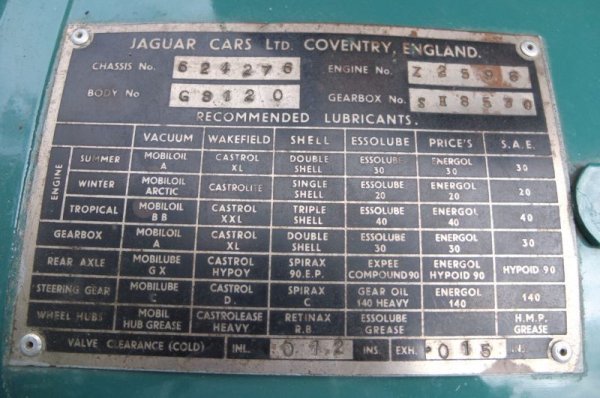 JAGUAR CARS LTD. COVENTRY, ENGLAND.
CHASSIS No. 624276 ENGINE No. Z2596
BODY No GS120 GEARBOX No. SH8530
RECOMMENDED LUBRICANTS.
VACUUM WAKEFIELD SHELL ESSOLUBE PRICE'S S.A.E.
ENGINE
SUMMER MOBILOIL A CASTROL XL DOUBLE SHELL ESSOLUBE 30 ENERGOL 30 30
WINTER MOBILOIL ARCTIC CASTROLITE SINGLE SHELL ESSOLUBE 20 ENERGOL 20 20
TROPICAL MOBILOIL BB CASTROL XXL TRIPLE SHELL ESSOLUBE 40 ENERGOL 40 40
GEARBOX MOBILOIL A CASTROL XL DOUBLE SHELL ESSOLUBE 30 ENERGOL 30 30
REAR AXLE MOBILUBE GX CASTROL HYPOY SPIRAX 90.E.P. EXPEE COMPOUND 90 ENERGOL HYPOID 90 HYPOID 90
STEERING GEAR MOBILUBE C CASTROL D. SPIRAX C GEAR OIL 140 HEAVY ENERGOL 140 140
WHEEL HUBS MOBIL HUB GREASE CASTROLEASE HEAVY RETINAX R.B. ESSOLUBE GREASE H.M.P. GREASE
VALVE CLEARANCE (COLD) INL. .012 INS. EXH. .015 IN.